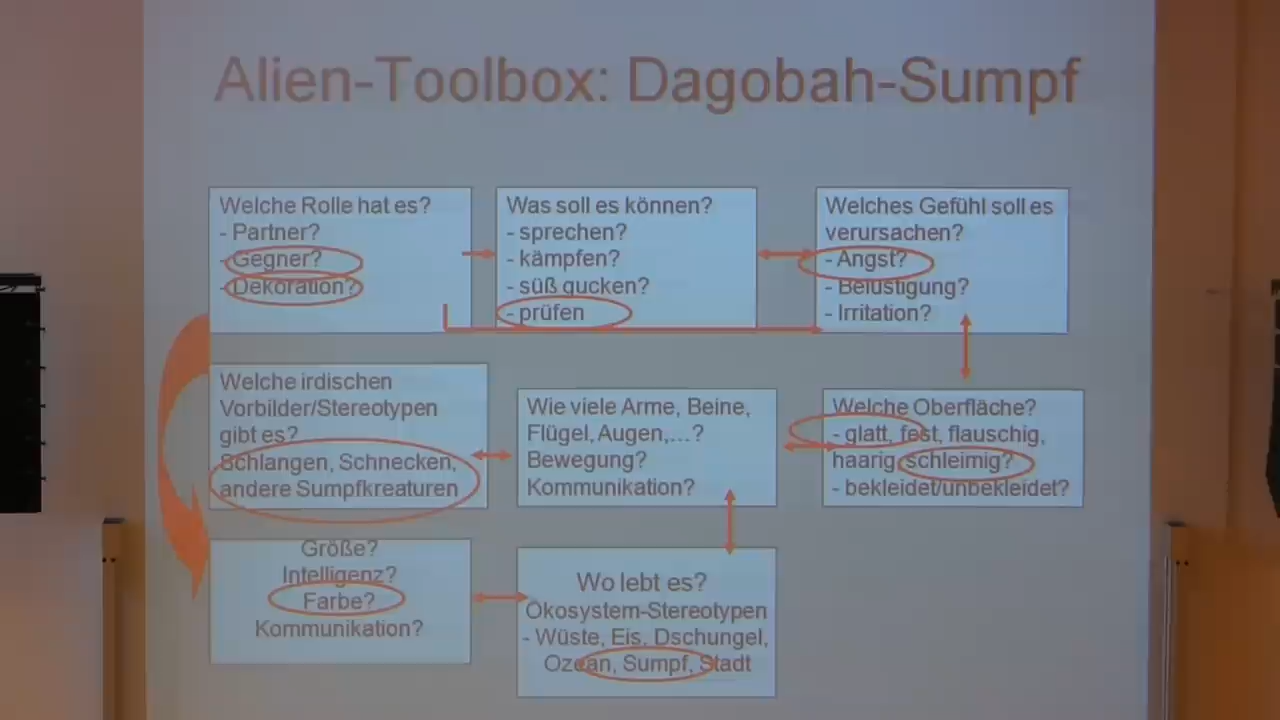 Alien-Toolbox: Dagobah-Sumpf
Welche Rolle hat es?
- Partner?
- Gegner?
- Dekoration?
Was soll es können?
- sprechen?
- kämpfen?
- süß gucken?
- prüfen
Welches Gefühl soll es
verursachen?
- Angst?
- Belustigung?
- Irritation?
Welche irdischen
Vorbilder/Stereotypen
gibt es?
Schlangen, Schnecken,
andere Sumpfkreaturen
Wie viele Arme, Beine,
Flügel, Augen,...?
Bewegung?
Kommunikation?
Welche Oberfläche?
- glatt, fest, flauschig,
haarig, schleimig?
- bekleidet/unbekleidet?
Größe?
Intelligenz?
Farbe?
Kommunikation?
Wo lebt es?
Ökosystem-Stereotypen
- Wüste, Eis, Dschungel,
Ozean, Sumpf, Stadt